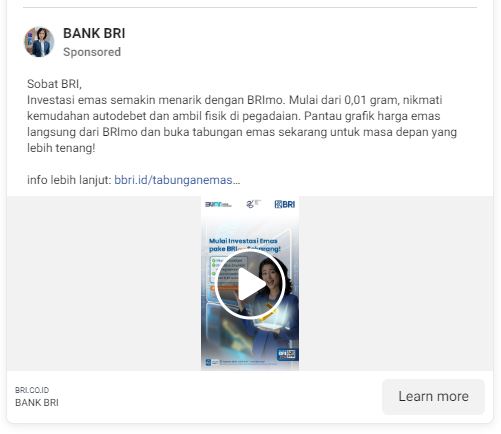 BANK BRI
Sponsored
Sobat BRI,
Investasi emas semakin menarik dengan BRImo. Mulai dari 0,01 gram, nikmati
kemudahan autodebet dan ambil fisik di pegadaian. Pantau grafik harga emas
langsung dari BRImo dan buka tabungan emas sekarang untuk masa depan yang
lebih tenang!
info lebih lanjut: bbri.id/tabunganemas...
BRI
Mulai Investasi Emas
pake BRImo Sekarang!
BRI.CO.ID
BANK BRI
Learn more